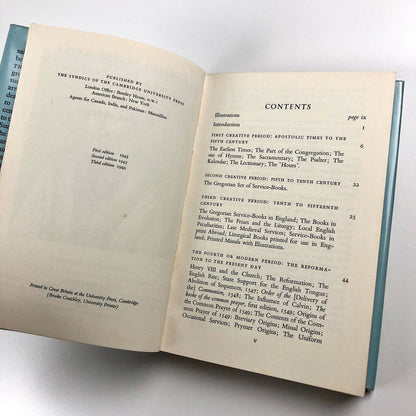 PUBLISHED BY
THE SYNDICS OF THE CAMBRIDGE UNIVERSITY PRESS
London Office: Bentley House, N.W.1
American Branch: New York
Agents for Canada, India, and Pakistan: Macmillan
First edition 1943
Second edition 1945
Third edition 1949
Printed in Great Britain at the University Press, Cambridge
(Brooke Crutchley, University Printer)
CONTENTS
Illustrations page ix
Introduction 1
FIRST CREATIVE PERIOD: APOSTOLIC TIMES TO THE
FIFTH CENTURY 6
The Earliest Times; The Part of the Congregation; The
use of Hymns; The Sacramentary; The Psalter; The
Kalendar; The Lectionary; The "Hours".
SECOND CREATIVE PERIOD: FIFTH TO TENTH CENTURY 22
The Gregorian Set of Service-Books.
THIRD CREATIVE PERIOD: TENTH TO FIFTEENTH
CENTURY 25
The Gregorian Service-Books in England; The Books in
Evolution; The Friars and the Liturgy; Local English
Peculiarities; Late Medieval Services; Service-Books in
print Abroad; Liturgical Books printed for use in Eng-
land; Printed Missals with Illustrations.
THE FOURTH OR MODERN PERIOD: THE REFORMA-
TION TO THE PRESENT DAY 44
Henry VIII and the Church; The Reformation; The
English Rite; State Support for the English Tongue;
Abolition of Sequences, 1547; Order of the [Delivery of
the] Communion, 1548; The Influence of Calvin; The
books of the common prayer, first edition, 1549; Origins of
Common Prayer of 1549; The Contents of the Com-
mon Prayer of 1549: Breviary Origins; Missal Origins;
Occasional Services; Prymer Origins; The Uniform
v